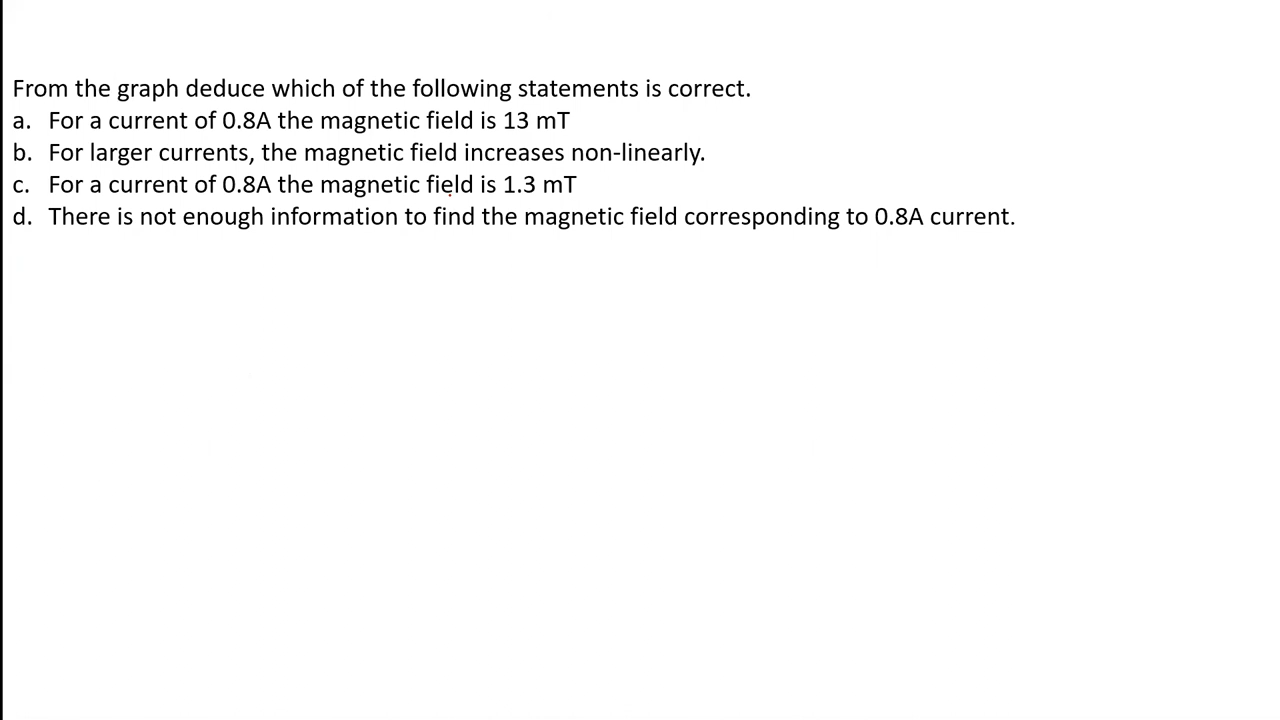 From the graph deduce which of the following statements is correct.
a. For a current of 0.8A the magnetic field is 13 mT
b. For larger currents, the magnetic field increases non-linearly.
c. For a current of 0.8A the magnetic field is 1.3 mT
d. There is not enough information to find the magnetic field corresponding to 0.8A current.